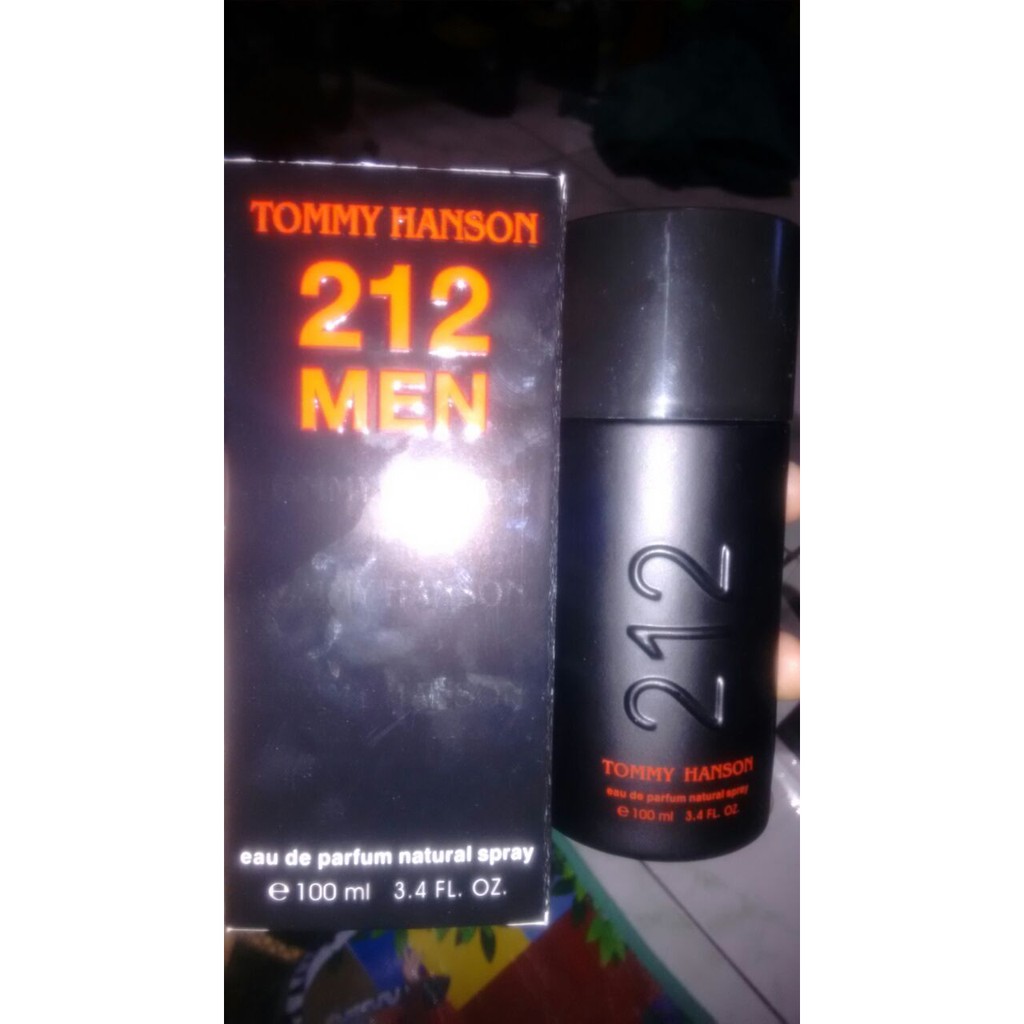 TOMMY HANSON
212
MEN
HANSON
eau de parfum natural spray
℮ 100 ml 3.4 FL. OZ.
212
TOMMY HANSON
eau de parfum natural spray
℮ 100 ml 3.4 FL. OZ.